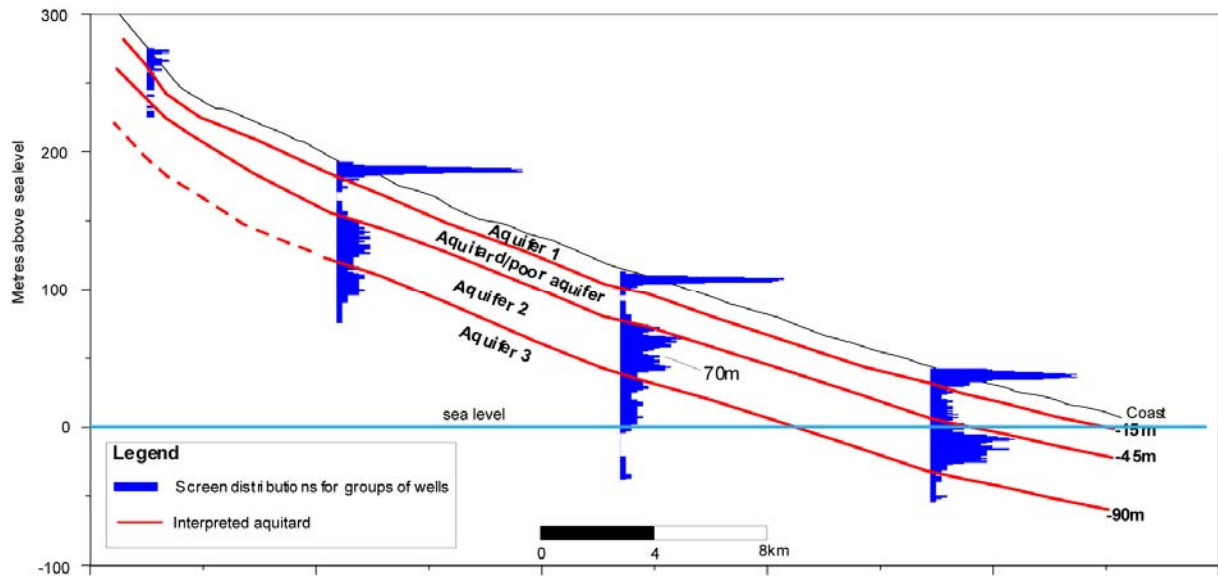 300
200
100
0
-100
Metres above sea level
Aquifer 1
Aquitard/poor aquifer
Aquifer 2
Aquifer 3
70m
sea level
Coast
-15m
-45m
-90m
Legend
Screen distributions for groups of wells
Interpreted aquitard
0 4 8km